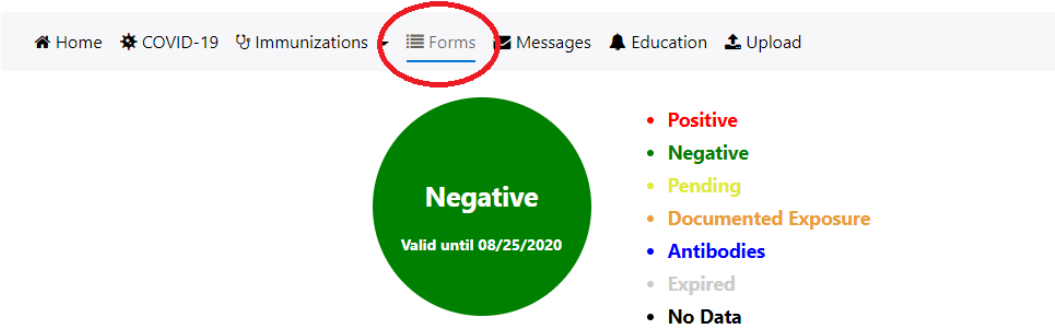 Home COVID-19 Immunizations Forms Messages Education Upload
Negative
Valid until 08/25/2020
Positive
Negative
Pending
Documented Exposure
Antibodies
Expired
No Data